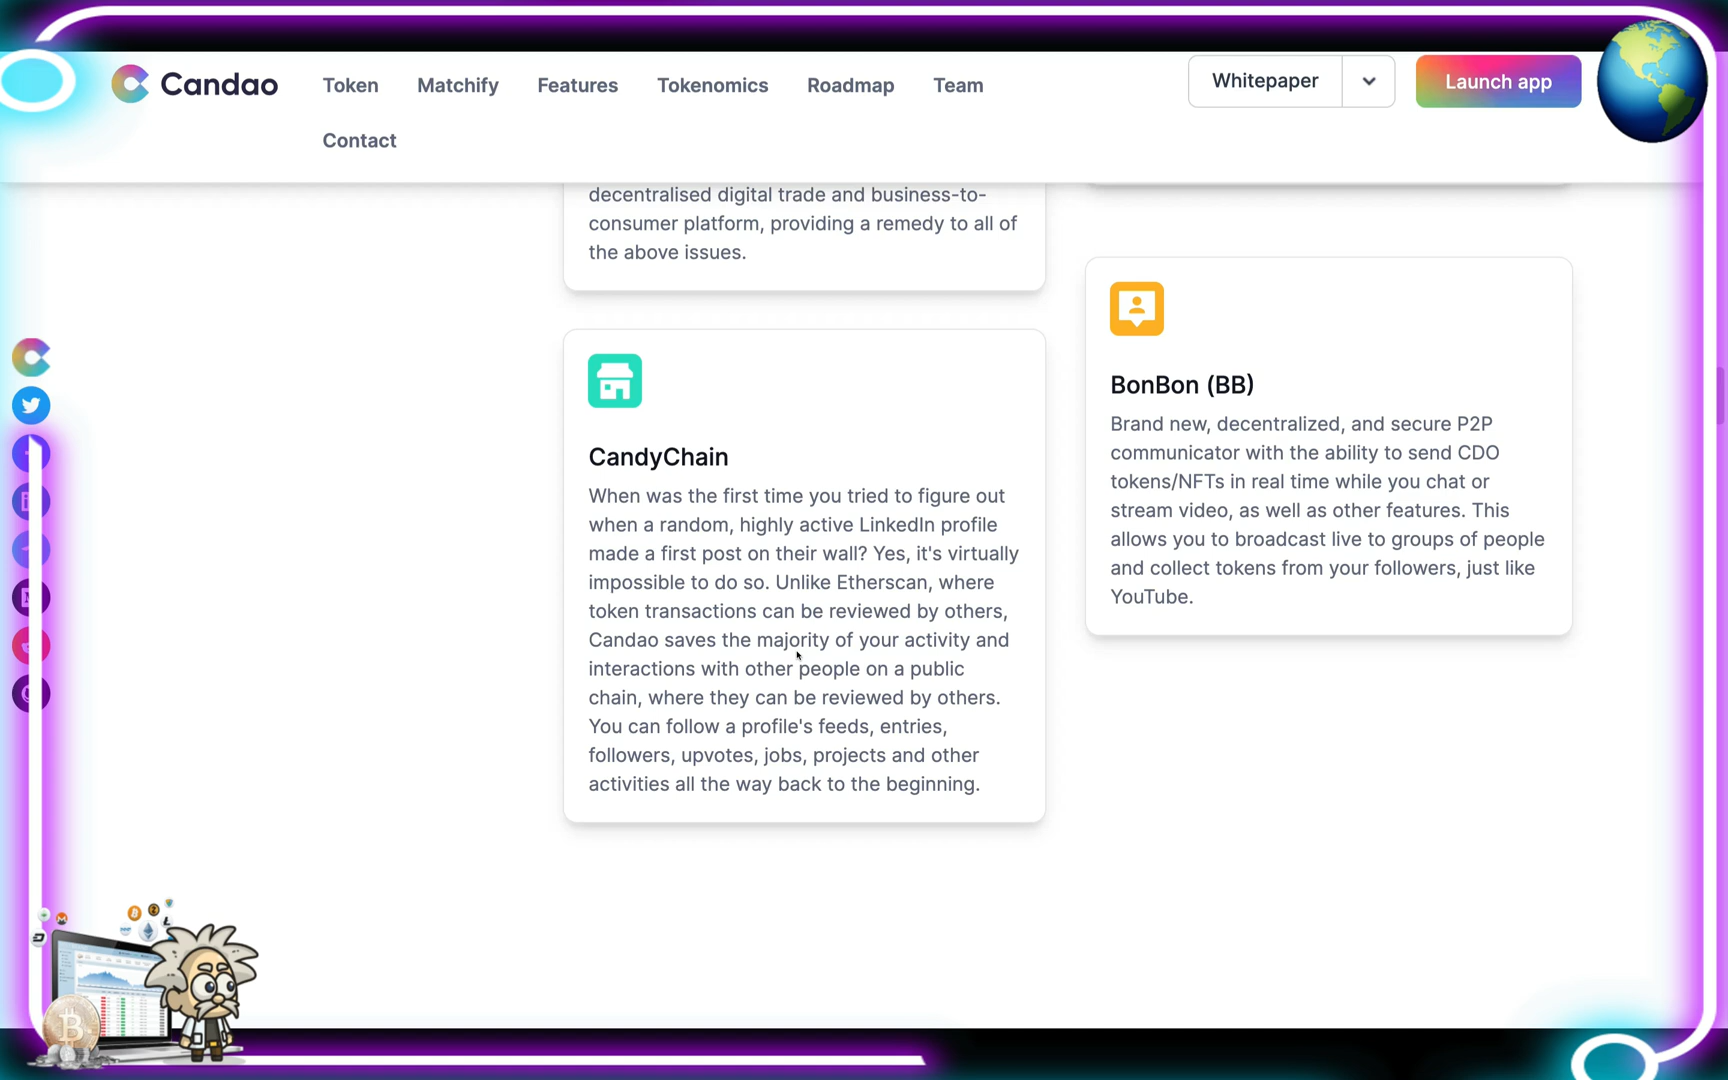 Candao
Token
Matchify
Features
Tokenomics
Roadmap
Team
Contact
Whitepaper
Launch app
decentralised digital trade and business-to-
consumer platform, providing a remedy to all of
the above issues.
CandyChain
When was the first time you tried to figure out
when a random, highly active LinkedIn profile
made a first post on their wall? Yes, it's virtually
impossible to do so. Unlike Etherscan, where
token transactions can be reviewed by others,
Candao saves the majority of your activity and
interactions with other people on a public
chain, where they can be reviewed by others.
You can follow a profile's feeds, entries,
followers, upvotes, jobs, projects and other
activities all the way back to the beginning.
BonBon (BB)
Brand new, decentralized, and secure P2P
communicator with the ability to send CDO
tokens/NFTs in real time while you chat or
stream video, as well as other features. This
allows you to broadcast live to groups of people
and collect tokens from your followers, just like
YouTube.